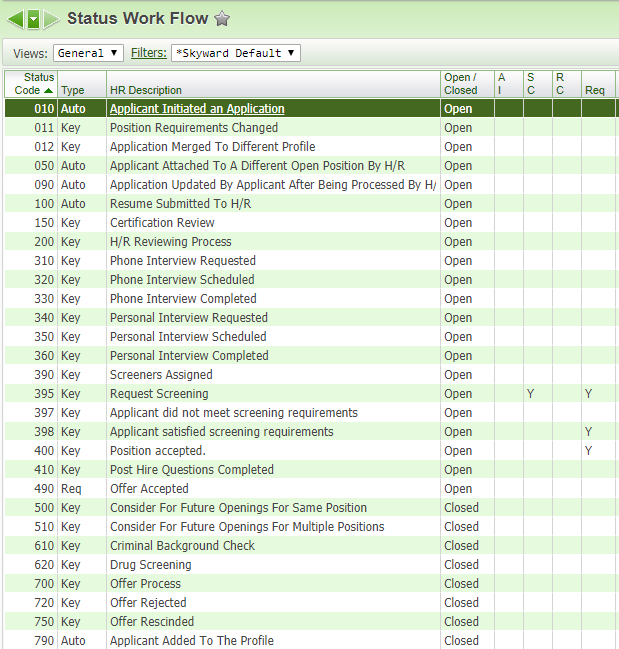 Status Work Flow
Views: General Filters: *Skyward Default
Status Code Type HR Description Open / Closed A I S C R C Req
010 Auto Applicant Initiated an Application Open
011 Key Position Requirements Changed Open
012 Key Application Merged To Different Profile Open
050 Auto Applicant Attached To A Different Open Position By H/R Open
090 Auto Application Updated By Applicant After Being Processed By H/ Open
100 Auto Resume Submitted To H/R Open
150 Key Certification Review Open
200 Key H/R Reviewing Process Open
310 Key Phone Interview Requested Open
320 Key Phone Interview Scheduled Open
330 Key Phone Interview Completed Open
340 Key Personal Interview Requested Open
350 Key Personal Interview Scheduled Open
360 Key Personal Interview Completed Open
390 Key Screeners Assigned Open
395 Key Request Screening Open Y Y
397 Key Applicant did not meet screening requirements Open
398 Key Applicant satisfied screening requirements Open Y
400 Key Position accepted. Open Y
410 Key Post Hire Questions Completed Open
490 Req Offer Accepted Open
500 Key Consider For Future Openings For Same Position Closed
510 Key Consider For Future Openings For Multiple Positions Closed
610 Key Criminal Background Check Closed
620 Key Drug Screening Closed
700 Key Offer Process Closed
720 Key Offer Rejected Closed
750 Key Offer Rescinded Closed
790 Auto Applicant Added To The Profile Closed